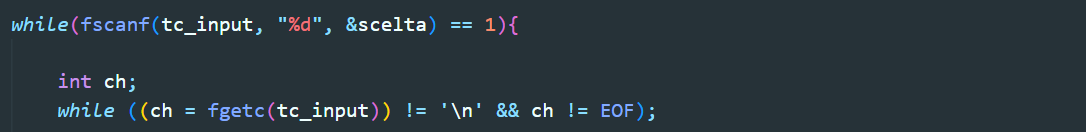 while(fscanf(tc_input, "%d", &scelta) == 1){
int ch;
while ((ch = fgetc(tc_input)) != '\n' && ch != EOF);